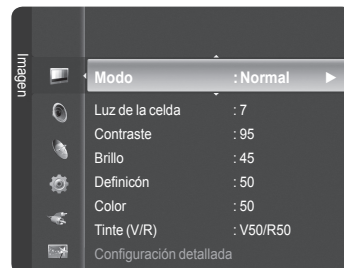 Imagen
Modo : Normal
Luz de la celda : 7
Contraste : 95
Brillo : 45
Definicón : 50
Color : 50
Tinte (V/R) : V50/R50
Configuración detallada